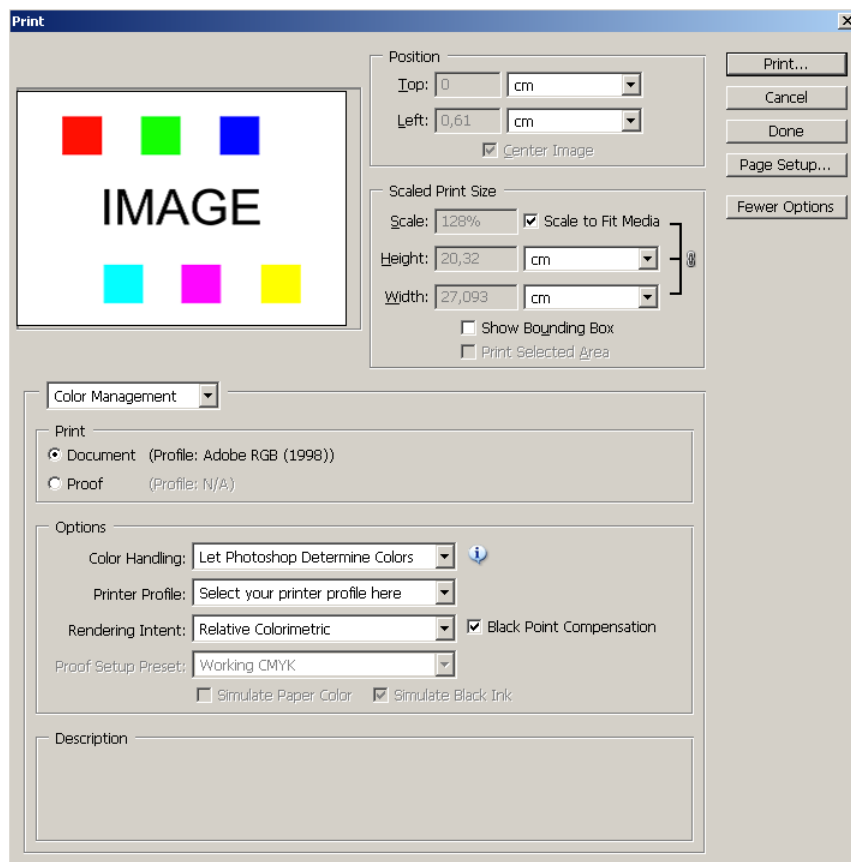 Print
Position
Top: 0 cm
Left: 0,61 cm
Center Image
Print...
Cancel
Done
Page Setup...
Fewer Options
IMAGE
Scaled Print Size
Scale: 128% Scale to Fit Media
Height: 20,32 cm
Width: 27,093 cm
Show Bounding Box
Print Selected Area
Color Management
Print
Document (Profile: Adobe RGB (1998))
Proof (Profile: N/A)
Options
Color Handling: Let Photoshop Determine Colors
Printer Profile: Select your printer profile here
Rendering Intent: Relative Colorimetric Black Point Compensation
Proof Setup Preset: Working CMYK
Simulate Paper Color Simulate Black Ink
Description